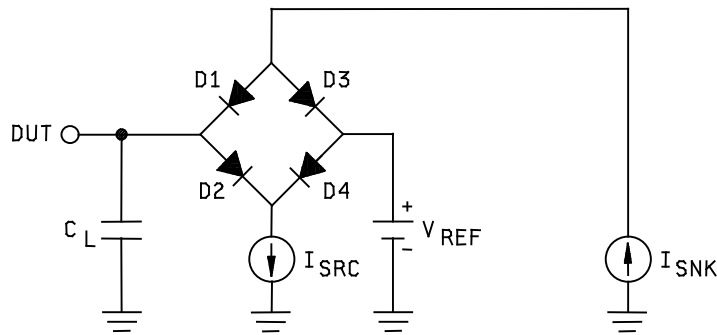 D1
D3
DUT
D2
D4
+
C L
V REF
-
I SRC
I SNK